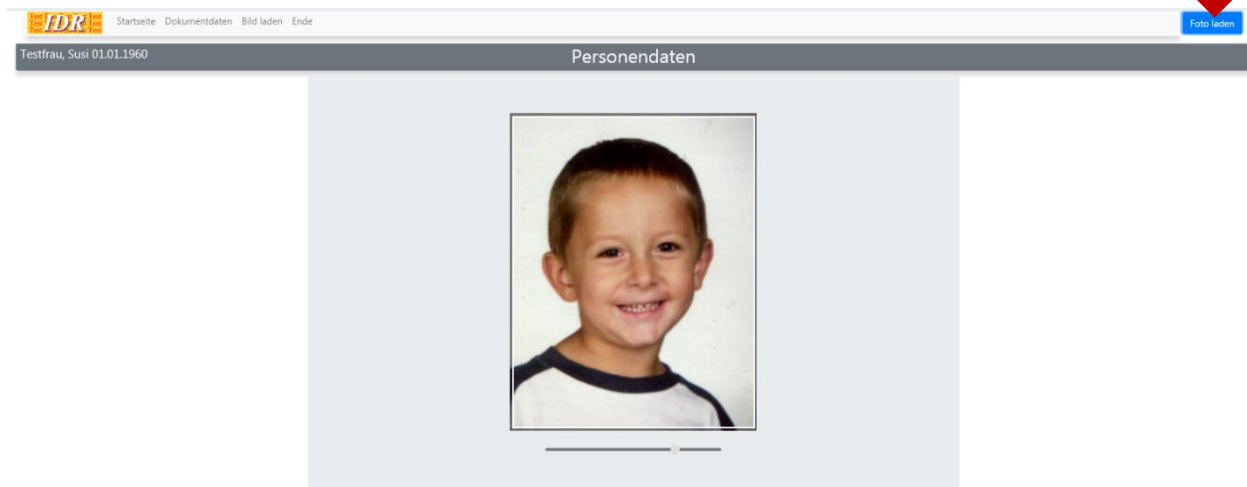 IDR Startseite Dokumentdaten Bild laden Ende Foto laden
Testfrau, Susi 01.01.1960 Personendaten